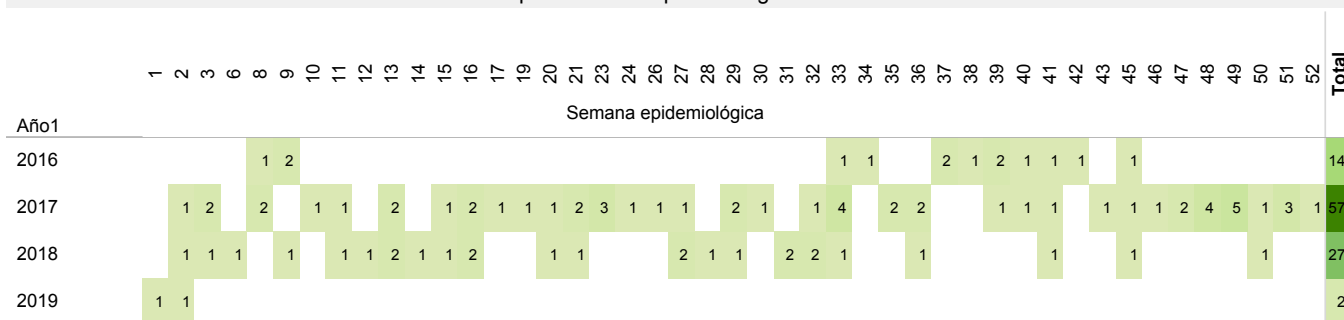 1 2 3 6 8 9 10 11 12 13 14 15 16 17 19 20 21 23 24 26 27 28 29 30 31 32 33 34 35 36 37 38 39 40 41 42 43 45 46 47 48 49 50 51 52 Total
Semana epidemiológica
Año1
2016 1 2 1 1 2 1 2 1 1 1 1 14
2017 1 2 2 1 1 2 1 2 1 1 1 2 3 1 1 1 2 1 1 4 2 2 1 1 1 1 1 1 2 4 5 1 3 1 57
2018 1 1 1 1 1 1 2 1 1 2 1 1 2 1 1 2 2 1 1 1 1 1 27
2019 1 1 2